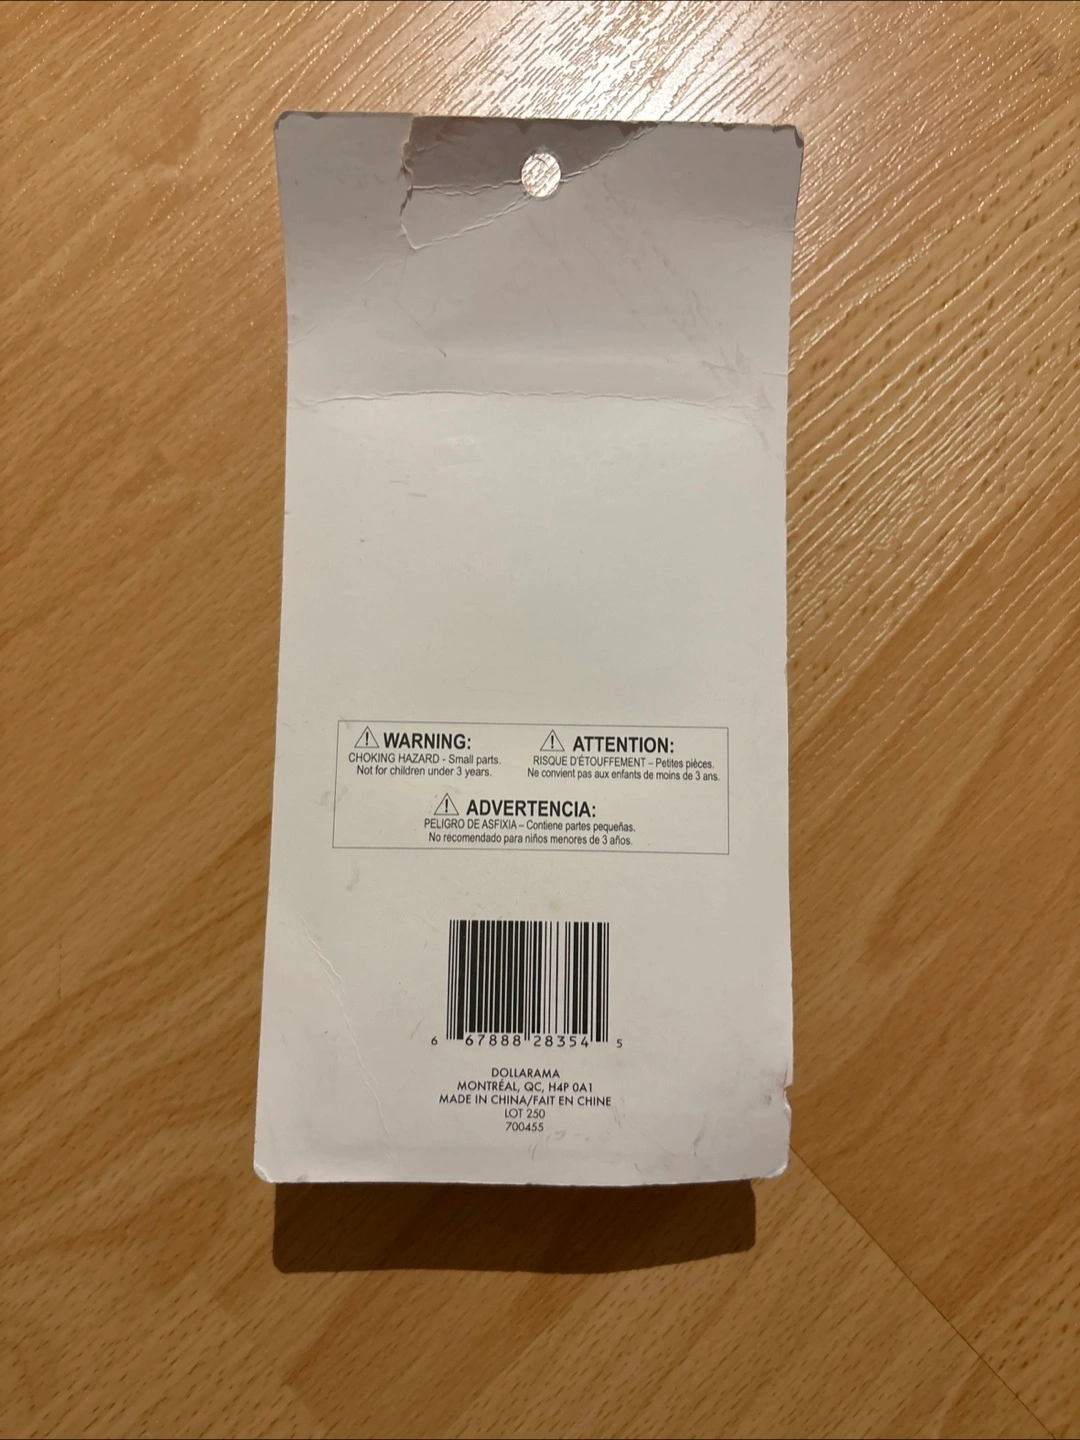 ⚠ WARNING:
CHOKING HAZARD - Small parts.
Not for children under 3 years.
⚠ ATTENTION:
RISQUE D'ÉTOUFFEMENT – Petites pièces.
Ne convient pas aux enfants de moins de 3 ans.
⚠ ADVERTENCIA:
PELIGRO DE ASFIXIA – Contiene partes pequeñas.
No recomendado para niños menores de 3 años.
6 67888 28354 5
DOLLARAMA
MONTRÉAL, QC, H4P 0A1
MADE IN CHINA/FAIT EN CHINE
LOT 250
700455